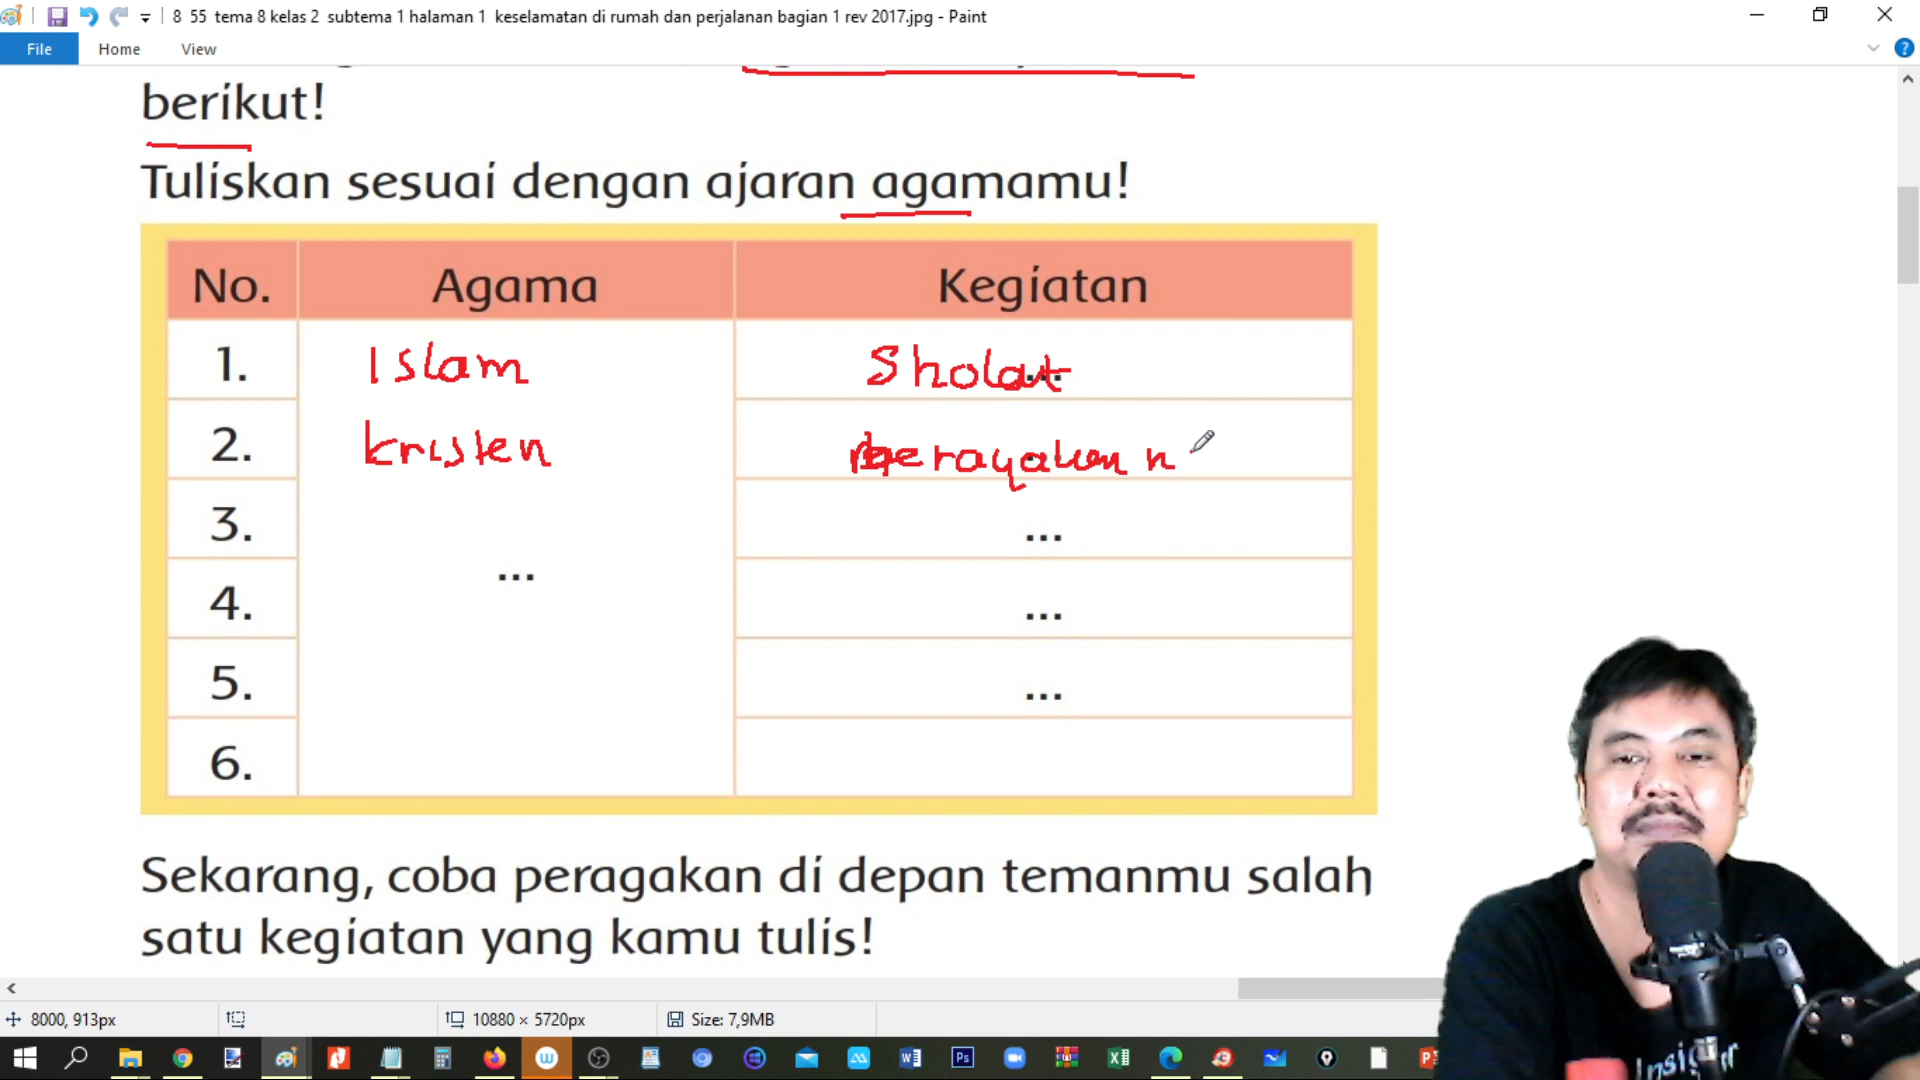 8 55 tema 8 kelas 2 subtema 1 halaman 1 keselamatan di rumah dan perjalanan bagian 1 rev 2017.jpg - Paint
File Home View
berikut!
Tuliskan sesuai dengan ajaran agamamu!
No. Agama Kegiatan
1. Islam Sholat ...
2. kristen merayakan n
3. ...
...
4. ...
5. ...
6.
Sekarang, coba peragakan di depan temanmu salah
satu kegiatan yang kamu tulis!
8000, 913px 10880 × 5720px Size: 7,9MB